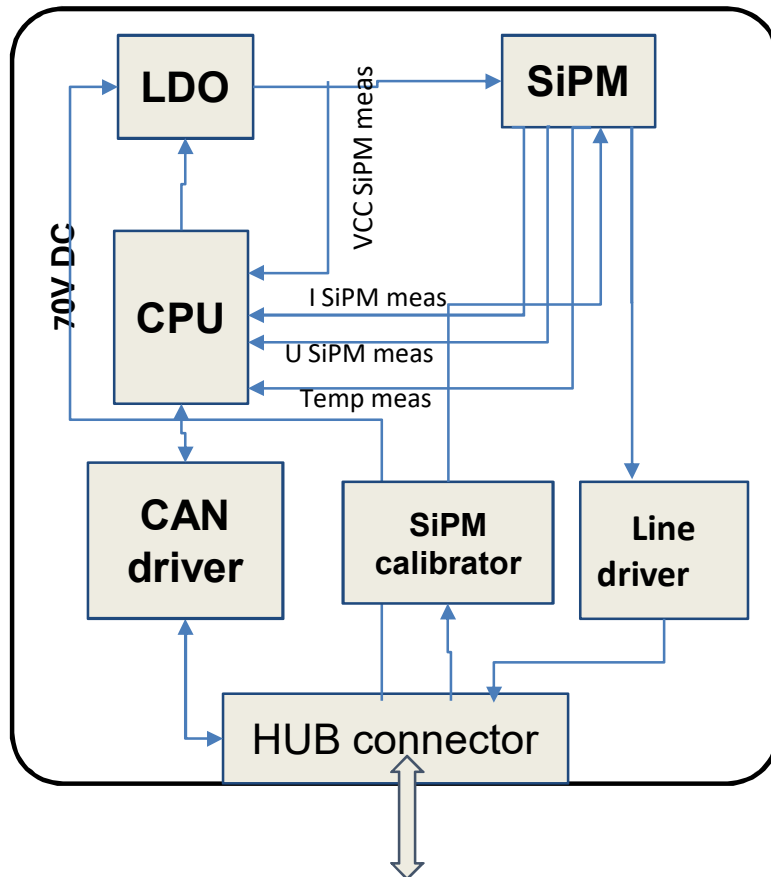 LDO
SiPM
VCC SiPM meas
70V DC
CPU
I SiPM meas
U SiPM meas
Temp meas
CAN
driver
SiPM
calibrator
Line
driver
HUB connector